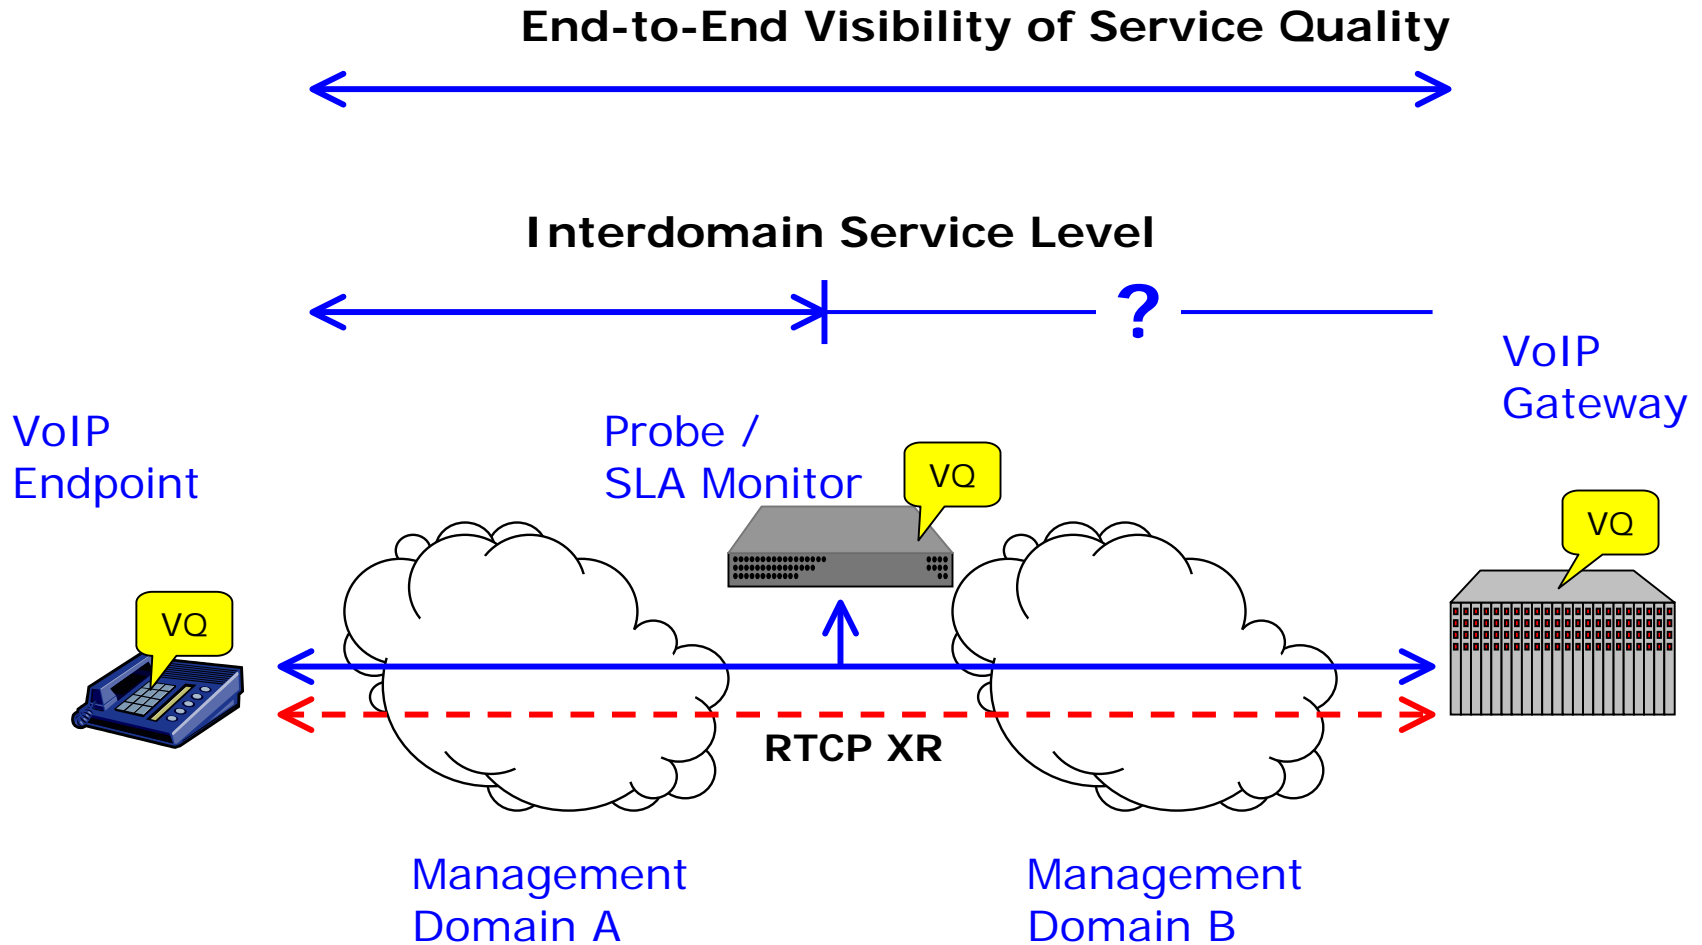 End-to-End Visibility of Service Quality
Interdomain Service Level
?
VoIP
Gateway
VoIP
Endpoint
Probe /
SLA Monitor
VQ
VQ
VQ
RTCP XR
Management
Domain A
Management
Domain B